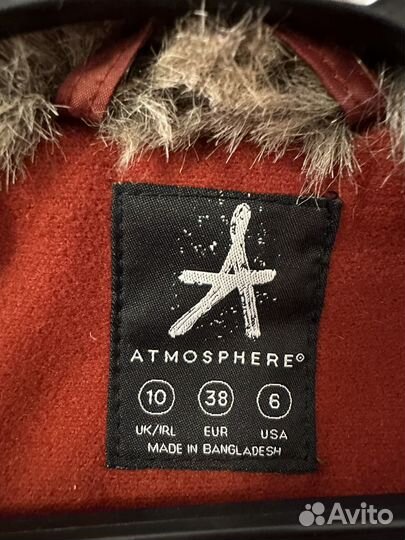 ATMOSPHERE®
10 38 6
UK/IRL EUR USA
MADE IN BANGLADESH
Avito